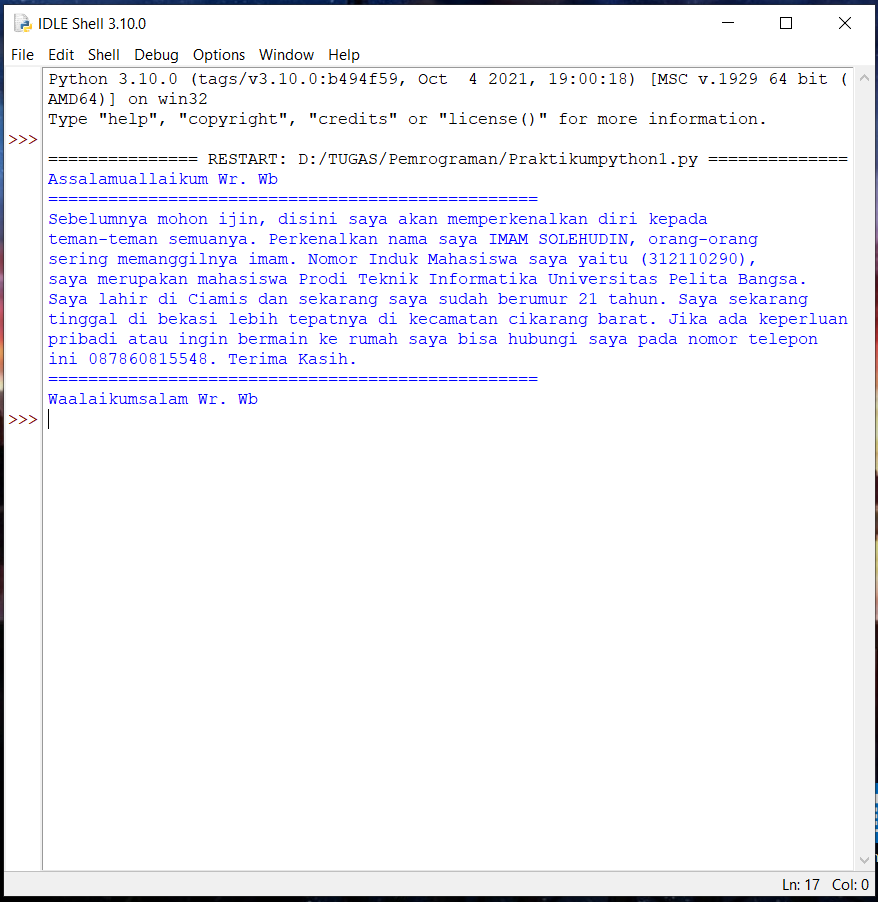 IDLE Shell 3.10.0
File Edit Shell Debug Options Window Help
Python 3.10.0 (tags/v3.10.0:b494f59, Oct  4 2021, 19:00:18) [MSC v.1929 64 bit (
AMD64)] on win32
Type "help", "copyright", "credits" or "license()" for more information.
>>>
=============== RESTART: D:/TUGAS/Pemrograman/Praktikumpython1.py ==============
Assalamuallaikum Wr. Wb
=================================================
Sebelumnya mohon ijin, disini saya akan memperkenalkan diri kepada
teman-teman semuanya. Perkenalkan nama saya IMAM SOLEHUDIN, orang-orang
sering memanggilnya imam. Nomor Induk Mahasiswa saya yaitu (312110290),
saya merupakan mahasiswa Prodi Teknik Informatika Universitas Pelita Bangsa.
Saya lahir di Ciamis dan sekarang saya sudah berumur 21 tahun. Saya sekarang
tinggal di bekasi lebih tepatnya di kecamatan cikarang barat. Jika ada keperluan
pribadi atau ingin bermain ke rumah saya bisa hubungi saya pada nomor telepon
ini 087860815548. Terima Kasih.
=================================================
Waalaikumsalam Wr. Wb
>>>
Ln: 17 Col: 0